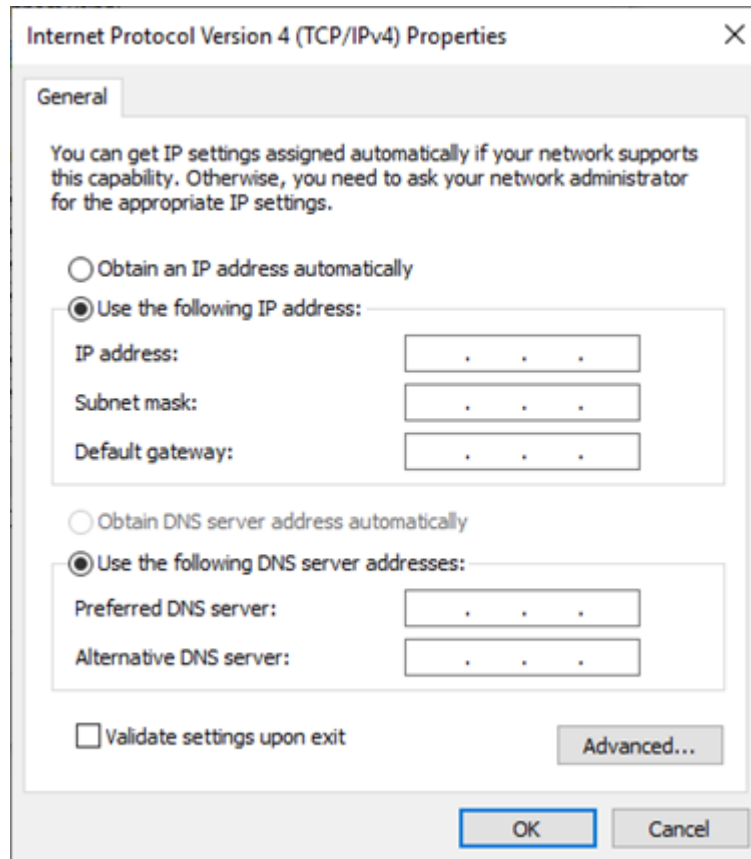 Internet Protocol Version 4 (TCP/IPv4) Properties
General
You can get IP settings assigned automatically if your network supports
this capability. Otherwise, you need to ask your network administrator
for the appropriate IP settings.
Obtain an IP address automatically
Use the following IP address:
IP address: . . .
Subnet mask: . . .
Default gateway: . . .
Obtain DNS server address automatically
Use the following DNS server addresses:
Preferred DNS server: . . .
Alternative DNS server: . . .
Validate settings upon exit
Advanced...
OK Cancel